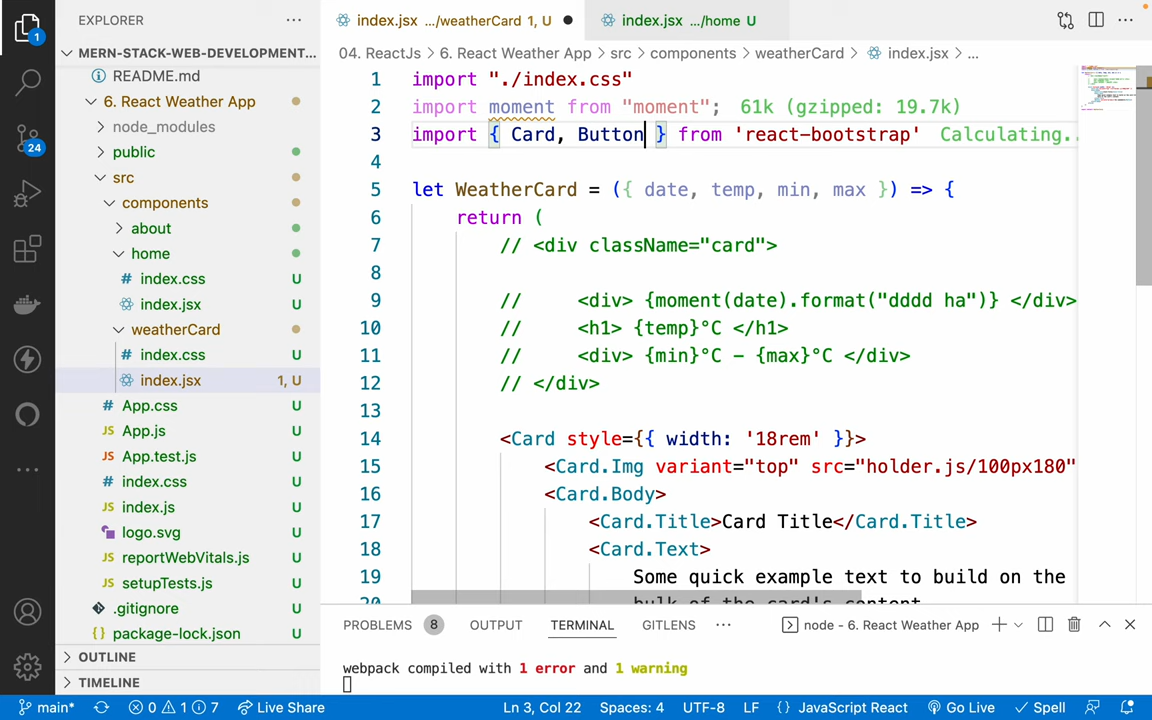 EXPLORER
index.jsx .../weatherCard 1, U
index.jsx .../home U
MERN-STACK-WEB-DEVELOPMENT...
04. ReactJs > 6. React Weather App > src > components > weatherCard > index.jsx > ...
README.md
6. React Weather App
node_modules
public
src
components
about
home
index.css U
index.jsx U
weatherCard
index.css U
index.jsx 1, U
App.css U
App.js U
App.test.js U
index.css U
index.js U
logo.svg U
reportWebVitals.js U
setupTests.js U
.gitignore U
package-lock.json U
OUTLINE
TIMELINE
1
24
1 import "./index.css"
2 import moment from "moment"; 61k (gzipped: 19.7k)
3 import { Card, Button } from 'react-bootstrap' Calculating..
4
5 let WeatherCard = ({ date, temp, min, max }) => {
6 return (
7 // <div className="card">
8
9 // <div> {moment(date).format("dddd ha")} </div>
10 // <h1> {temp}°C </h1>
11 // <div> {min}°C - {max}°C </div>
12 // </div>
13
14 <Card style={{ width: '18rem' }}>
15 <Card.Img variant="top" src="holder.js/100px180"
16 <Card.Body>
17 <Card.Title>Card Title</Card.Title>
18 <Card.Text>
19 Some quick example text to build on the
20 bulk of the card's content.
PROBLEMS 8 OUTPUT TERMINAL GITLENS ... node - 6. React Weather App
webpack compiled with 1 error and 1 warning
main* 0 1 7 Live Share Ln 3, Col 22 Spaces: 4 UTF-8 LF {} JavaScript React Go Live Spell